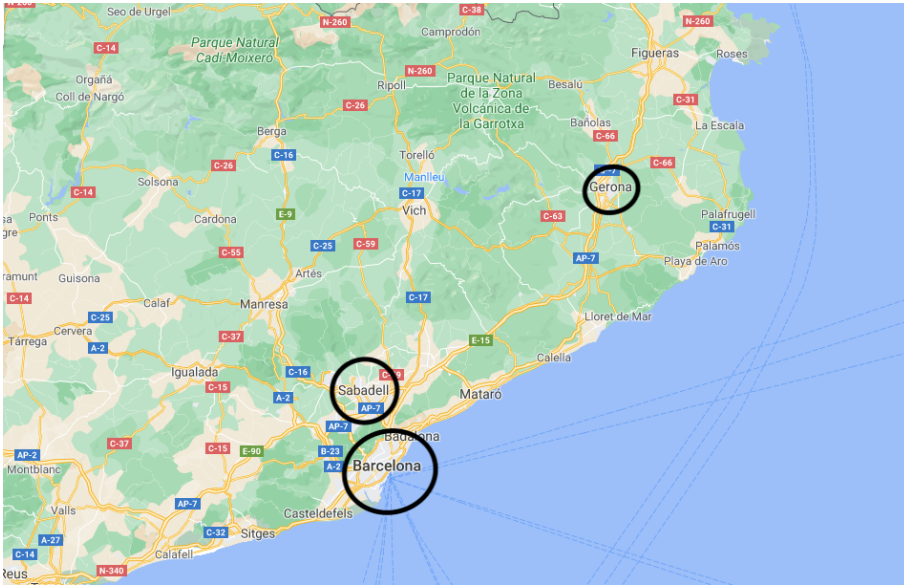 N-260
Seo de Urgel
C-38
N-260
N-260
Camprodón
Parque Natural
Cadi-Moixeró
C-14
Figueras
Roses
N-260
Orgañá
Ripoll
Parque Natural
de la Zona
Volcánica de
la Garrotxa
Besalú
Coll de Nargó
C-26
C-31
Berga
Bañolas
La Escala
C-66
C-16
Torelló
C-26
C-66
Manlleu
Solsona
C-14
C-17
Gerona
Vich
E-9
Ponts
Cardona
C-63
Palafrugell
C-31
C-25
C-59
Palamós
C-55
AP-7
Playa de Aro
Guisona
Artés
C-14
C-17
Calaf
Manresa
C-25
Lloret de Mar
Cervera
Tárrega
C-37
E-15
A-2
Calella
Igualada
C-16
C-15
Sabadell
Mataró
A-2
AP-7
AP-7
Badalona
C-37
C-15
E-90
B-23
AP-2
A-2
Barcelona
Montblanc
AP-7
Valls
Casteldefels
C-32
Sitges
A-27
C-14
Calafell
N-340
Reus